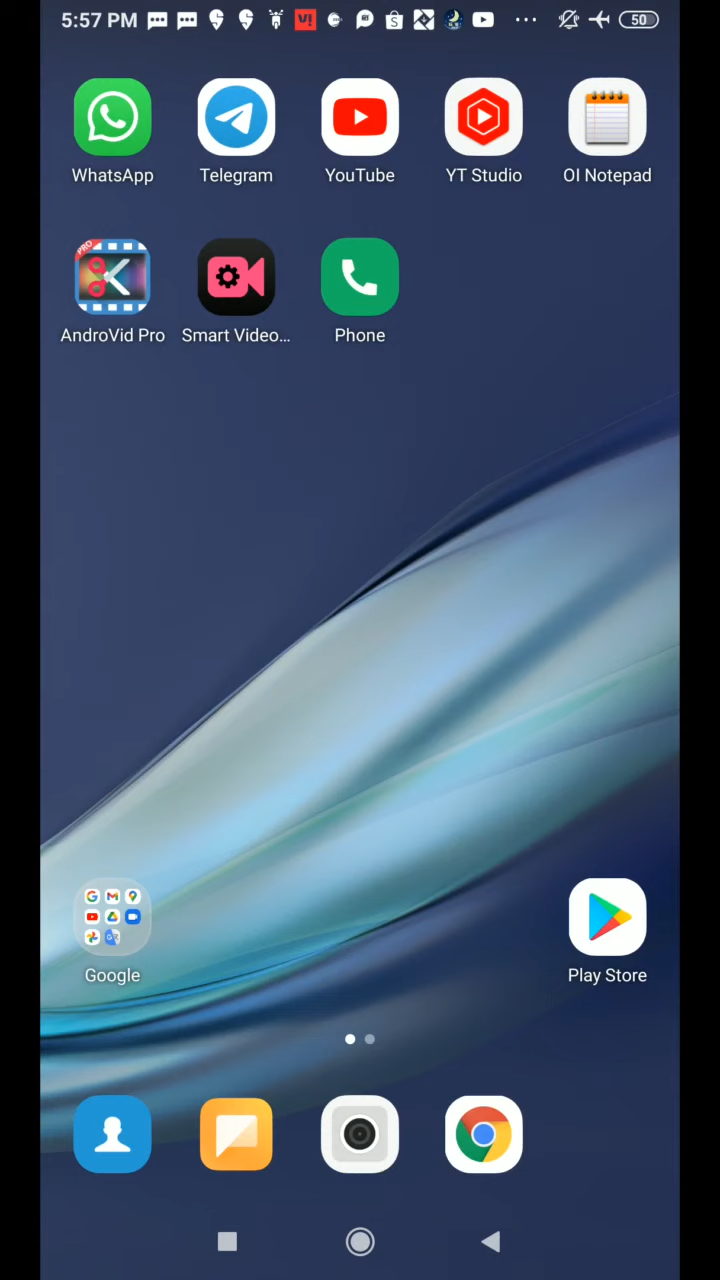 5:57 PM 50
WhatsApp Telegram YouTube YT Studio OI Notepad
PRO
AndroVid Pro Smart Video... Phone
Google Play Store